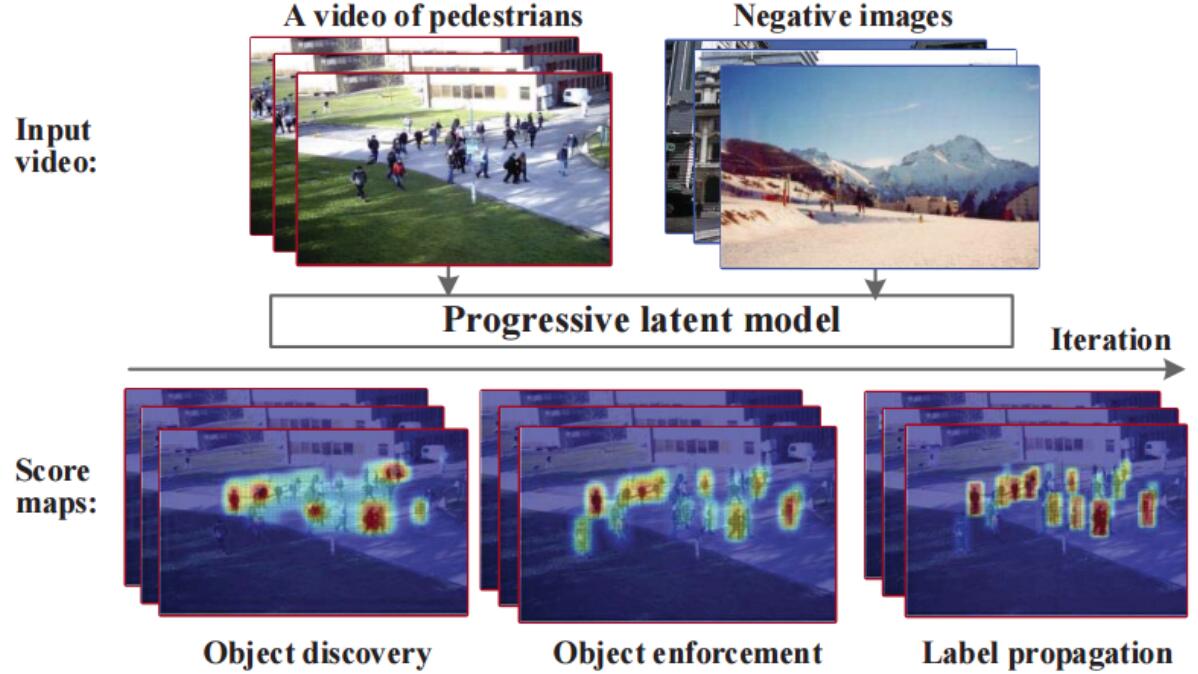 A video of pedestrians
Negative images
Input
video:
Progressive latent model
Iteration
Score
maps:
Object discovery
Object enforcement
Label propagation